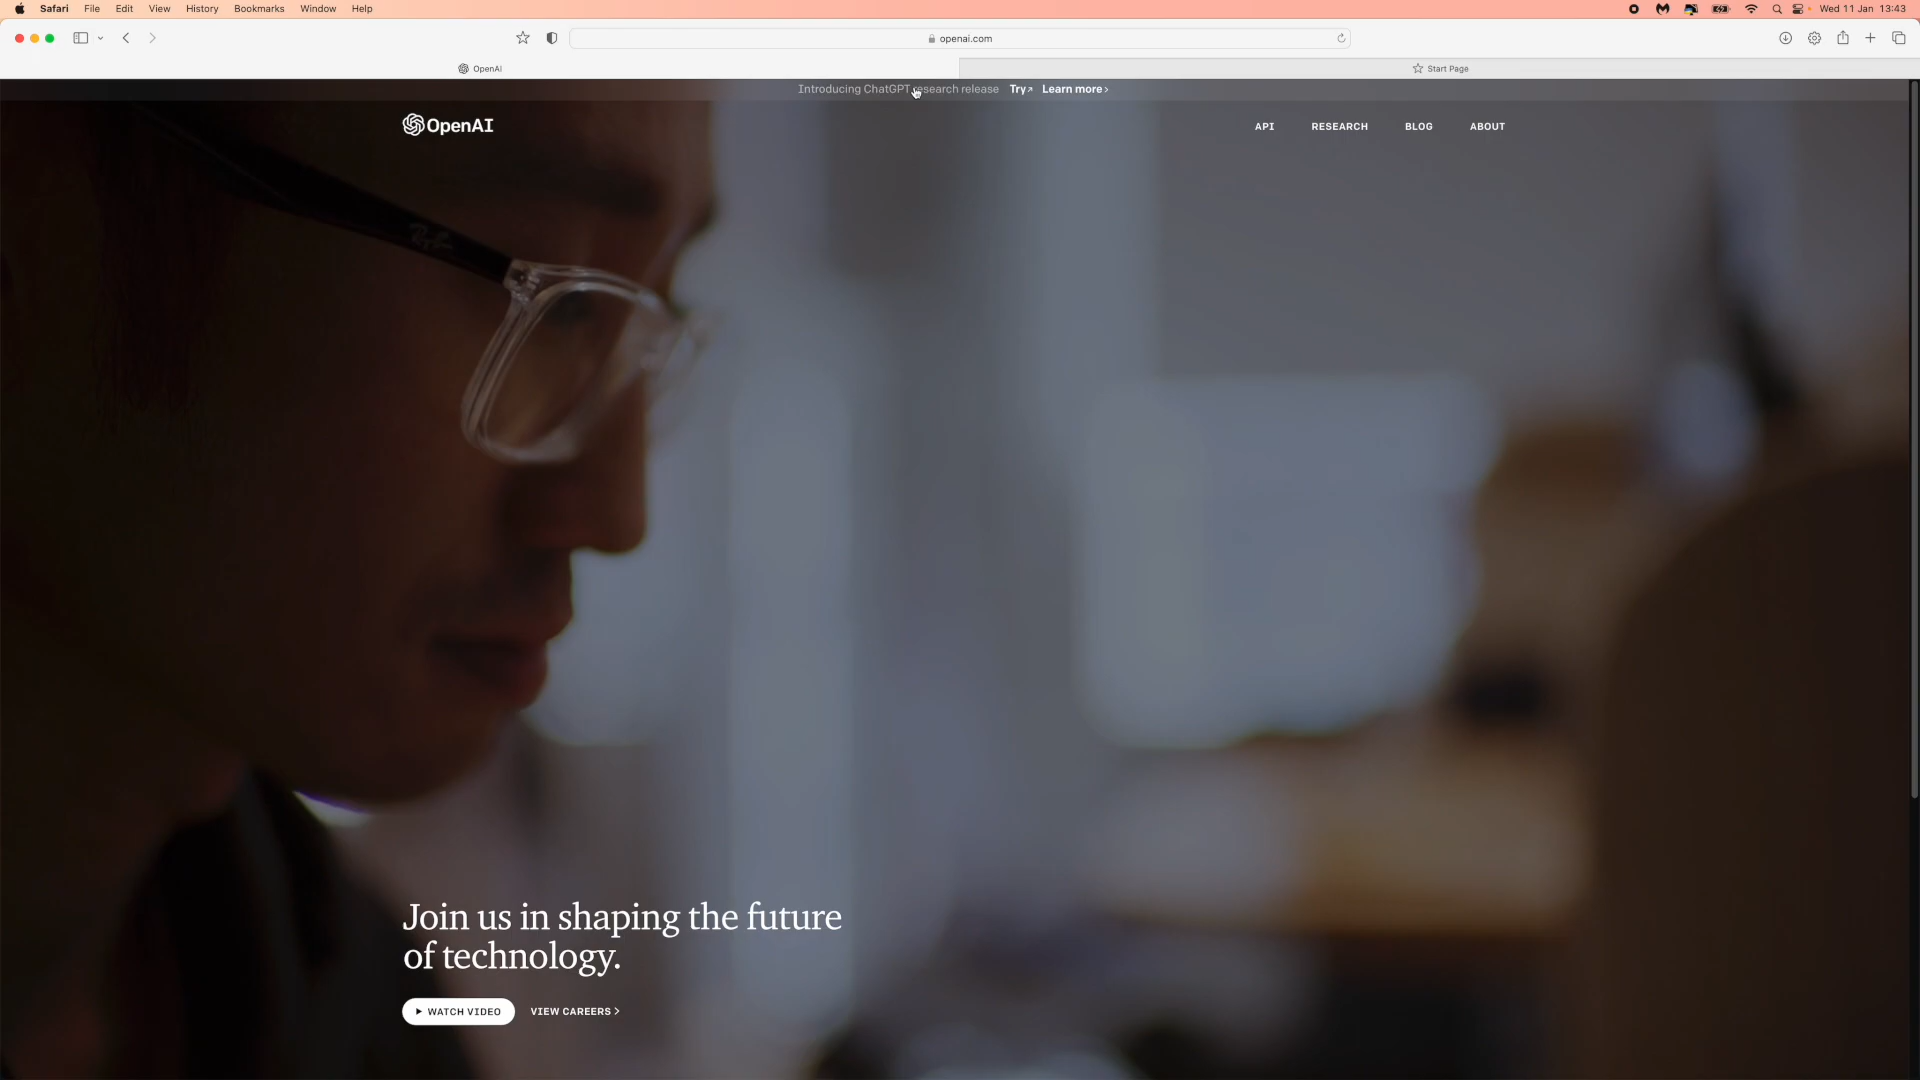 Safari File Edit View History Bookmarks Window Help Wed 11 Jan 13:43
openai.com
OpenAI Start Page
Introducing ChatGPT research release Try↗ Learn more ›
OpenAI API RESEARCH BLOG ABOUT
Ray-Ban
Join us in shaping the future
of technology.
WATCH VIDEO VIEW CAREERS >